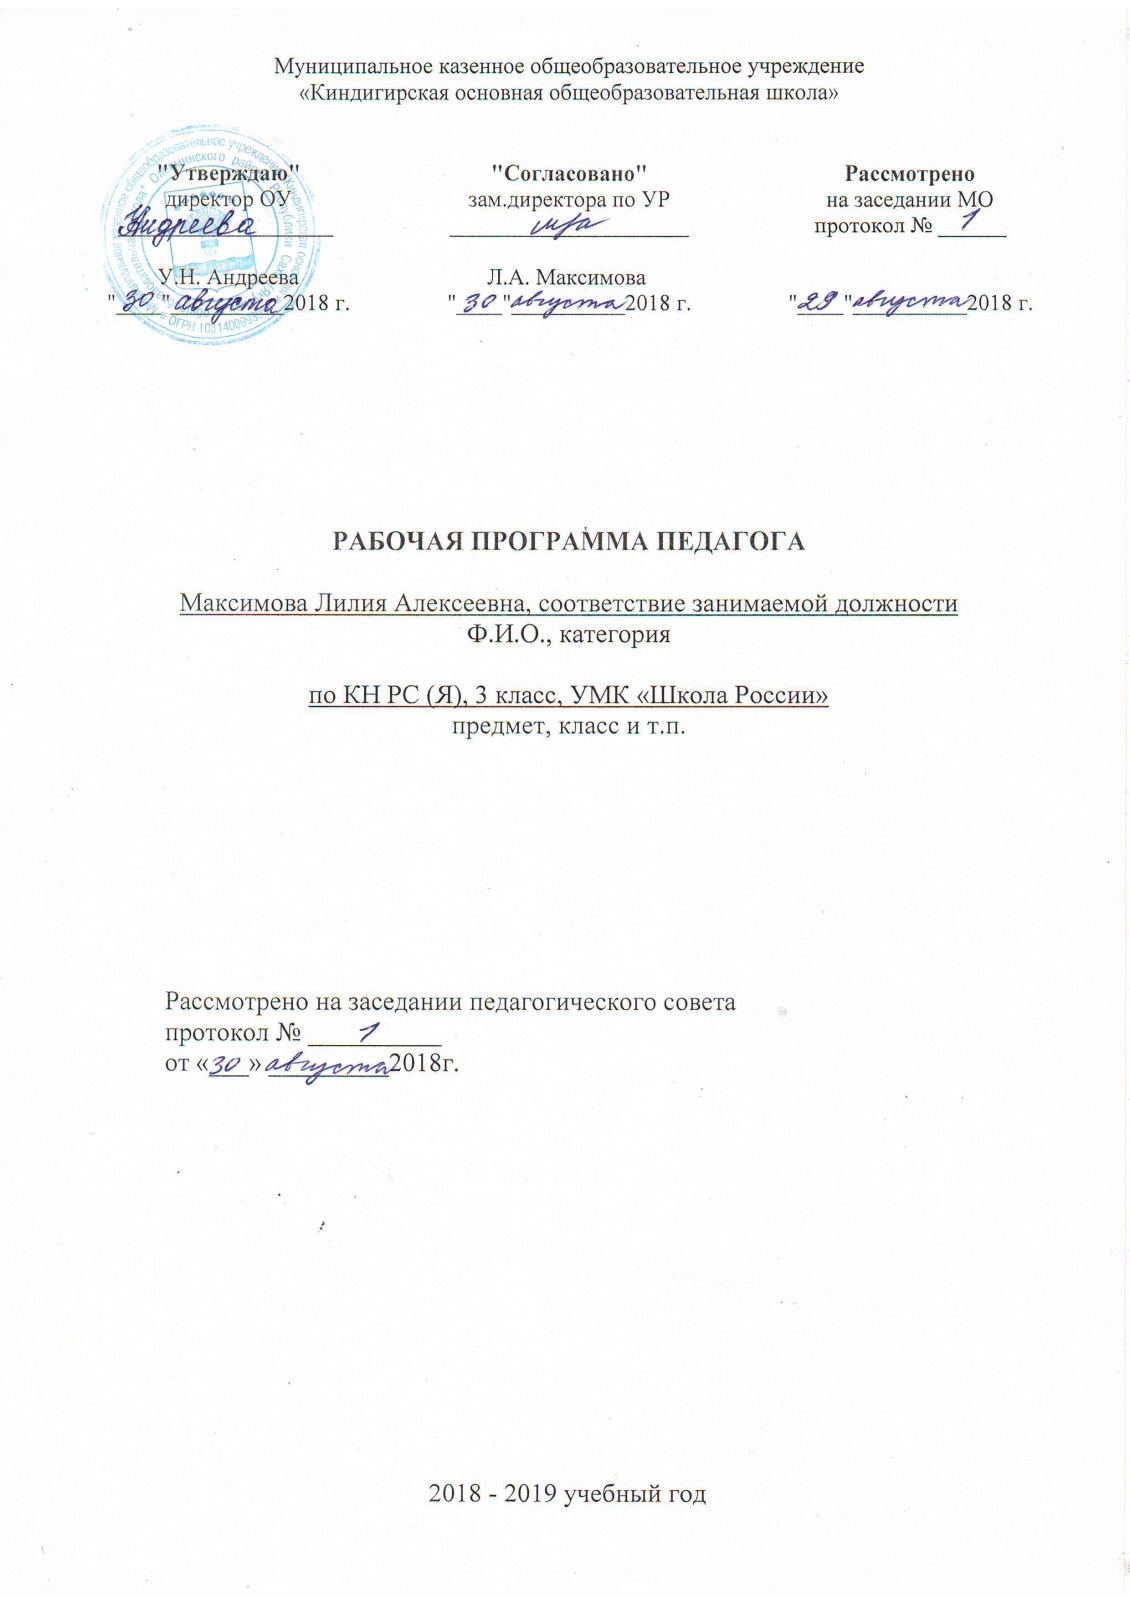 Муниципальное казенное общеобразовательное учреждение
«Киндигирская основная общеобразовательная школа»
"Утверждаю"
директор ОУ
Андреева
У.Н. Андреева
"30" августа 2018 г.
"Согласовано"
зам.директора по УР
Л.А. Максимова
"30" августа 2018 г.
Рассмотрено
на заседании МО
протокол № 1
"29" августа 2018 г.
РАБОЧАЯ ПРОГРАММА ПЕДАГОГА
Максимова Лилия Алексеевна, соответствие занимаемой должности
Ф.И.О., категория
по КН РС (Я), 3 класс, УМК «Школа России»
предмет, класс и т.п.
Рассмотрено на заседании педагогического совета
протокол № 1
от «30» августа 2018г.
2018 - 2019 учебный год